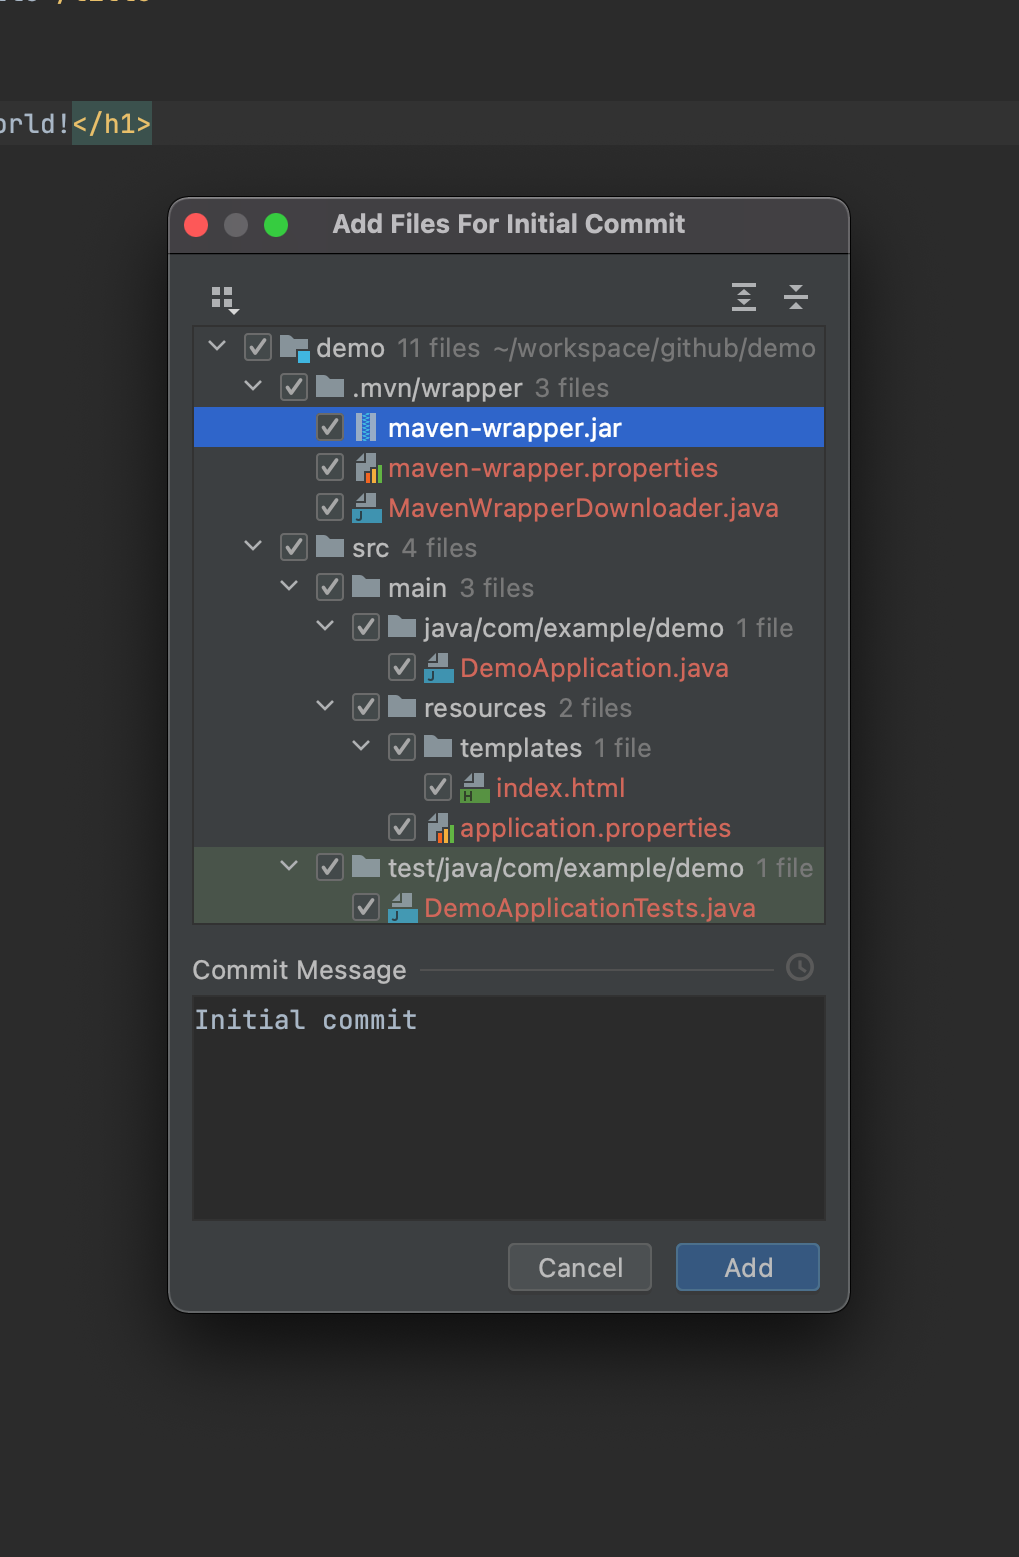 orld!</h1>
Add Files For Initial Commit
demo 11 files ~/workspace/github/demo
.mvn/wrapper 3 files
maven-wrapper.jar
maven-wrapper.properties
MavenWrapperDownloader.java
src 4 files
main 3 files
java/com/example/demo 1 file
DemoApplication.java
resources 2 files
templates 1 file
index.html
application.properties
test/java/com/example/demo 1 file
DemoApplicationTests.java
Commit Message
Initial commit
Cancel Add